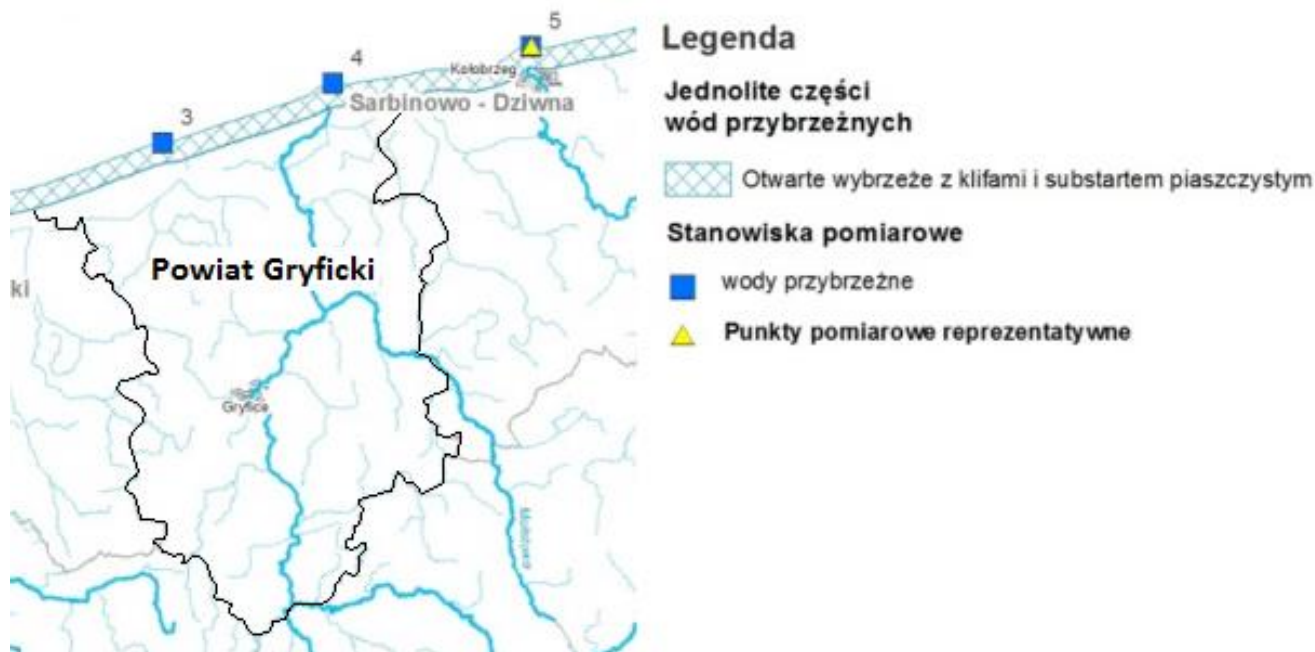 5
4
Kołobrzeg
Sarbinowo - Dziwna
3
Powiat Gryficki
ki
Gryfice
Mołstowa
Legenda
Jednolite części
wód przybrzeżnych
Otwarte wybrzeże z klifami i substartem piaszczystym
Stanowiska pomiarowe
wody przybrzeżne
Punkty pomiarowe reprezentatywne